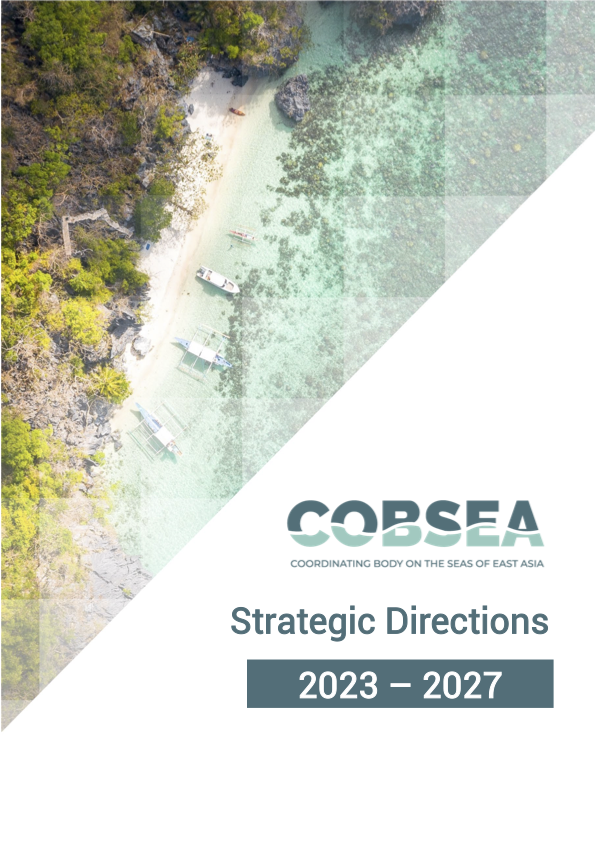 COBSEA
COORDINATING BODY ON THE SEAS OF EAST ASIA
Strategic Directions
2023 – 2027